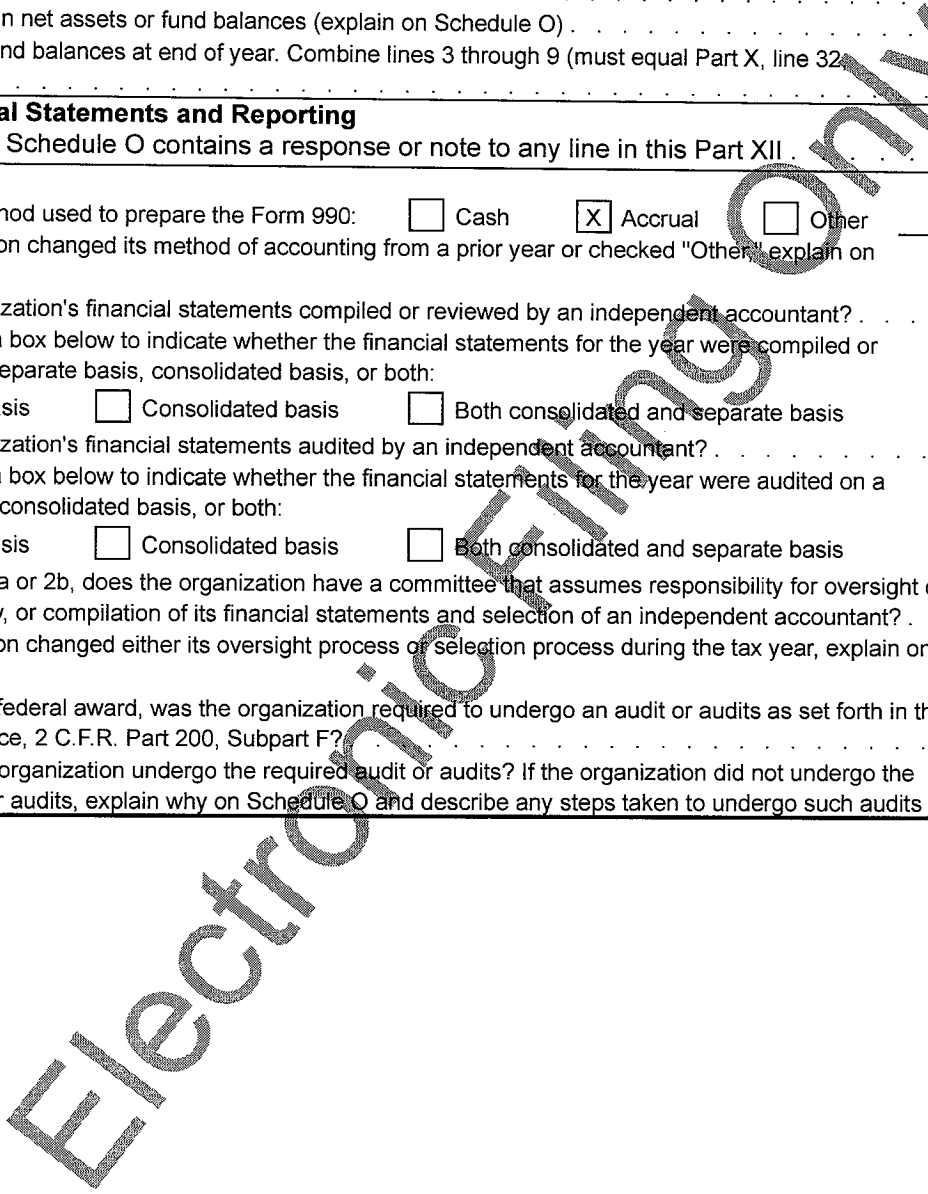 n net assets or fund balances (explain on Schedule O) . . . . . . . . . . . .
nd balances at end of year. Combine lines 3 through 9 (must equal Part X, line 32,
. . . . . . . . . . . . . . . . . . . . . . . . . . . . . .
al Statements and Reporting
Schedule O contains a response or note to any line in this Part XII . . . . .
nod used to prepare the Form 990: Cash X Accrual Other
on changed its method of accounting from a prior year or checked "Other," explain on
zation's financial statements compiled or reviewed by an independent accountant? . . .
box below to indicate whether the financial statements for the year were compiled or
eparate basis, consolidated basis, or both:
sis Consolidated basis Both consolidated and separate basis
zation's financial statements audited by an independent accountant? . . . . . . . . .
box below to indicate whether the financial statements for the year were audited on a
consolidated basis, or both:
sis Consolidated basis Both consolidated and separate basis
a or 2b, does the organization have a committee that assumes responsibility for oversight
, or compilation of its financial statements and selection of an independent accountant? .
on changed either its oversight process or selection process during the tax year, explain on
federal award, was the organization required to undergo an audit or audits as set forth in th
ce, 2 C.F.R. Part 200, Subpart F? . . . . . . . . . . . . . . . . . . . . .
organization undergo the required audit or audits? If the organization did not undergo the
r audits, explain why on Schedule O and describe any steps taken to undergo such audits
Electronic Filing Only